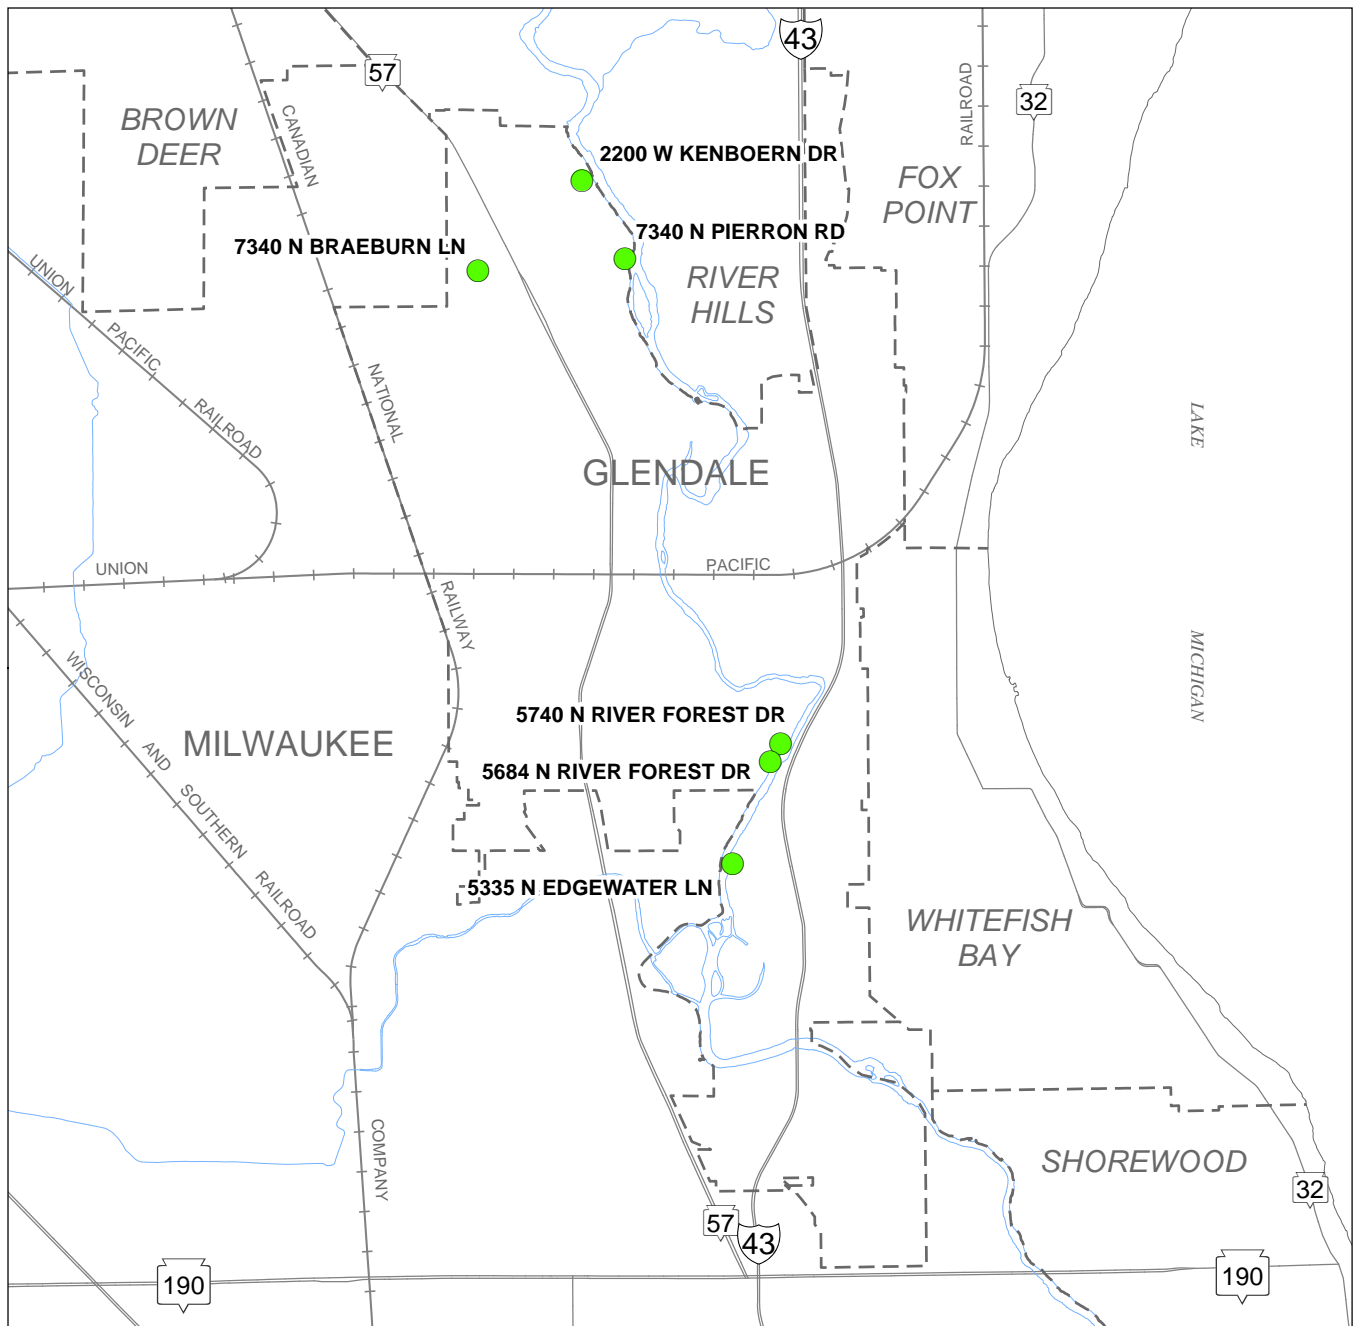 43
57
32
RAILROAD
BROWN
DEER
CANADIAN
2200 W KENBOERN DR
FOX
POINT
7340 N PIERRON RD
7340 N BRAEBURN LN
RIVER
HILLS
UNION
PACIFIC
RAILROAD
NATIONAL
LAKE
GLENDALE
UNION
PACIFIC
RAILWAY
MICHIGAN
WISCONSIN
AND
SOUTHERN
RAILROAD
MILWAUKEE
5740 N RIVER FOREST DR
5684 N RIVER FOREST DR
5335 N EDGEWATER LN
WHITEFISH
BAY
COMPANY
SHOREWOOD
32
57
43
190
190